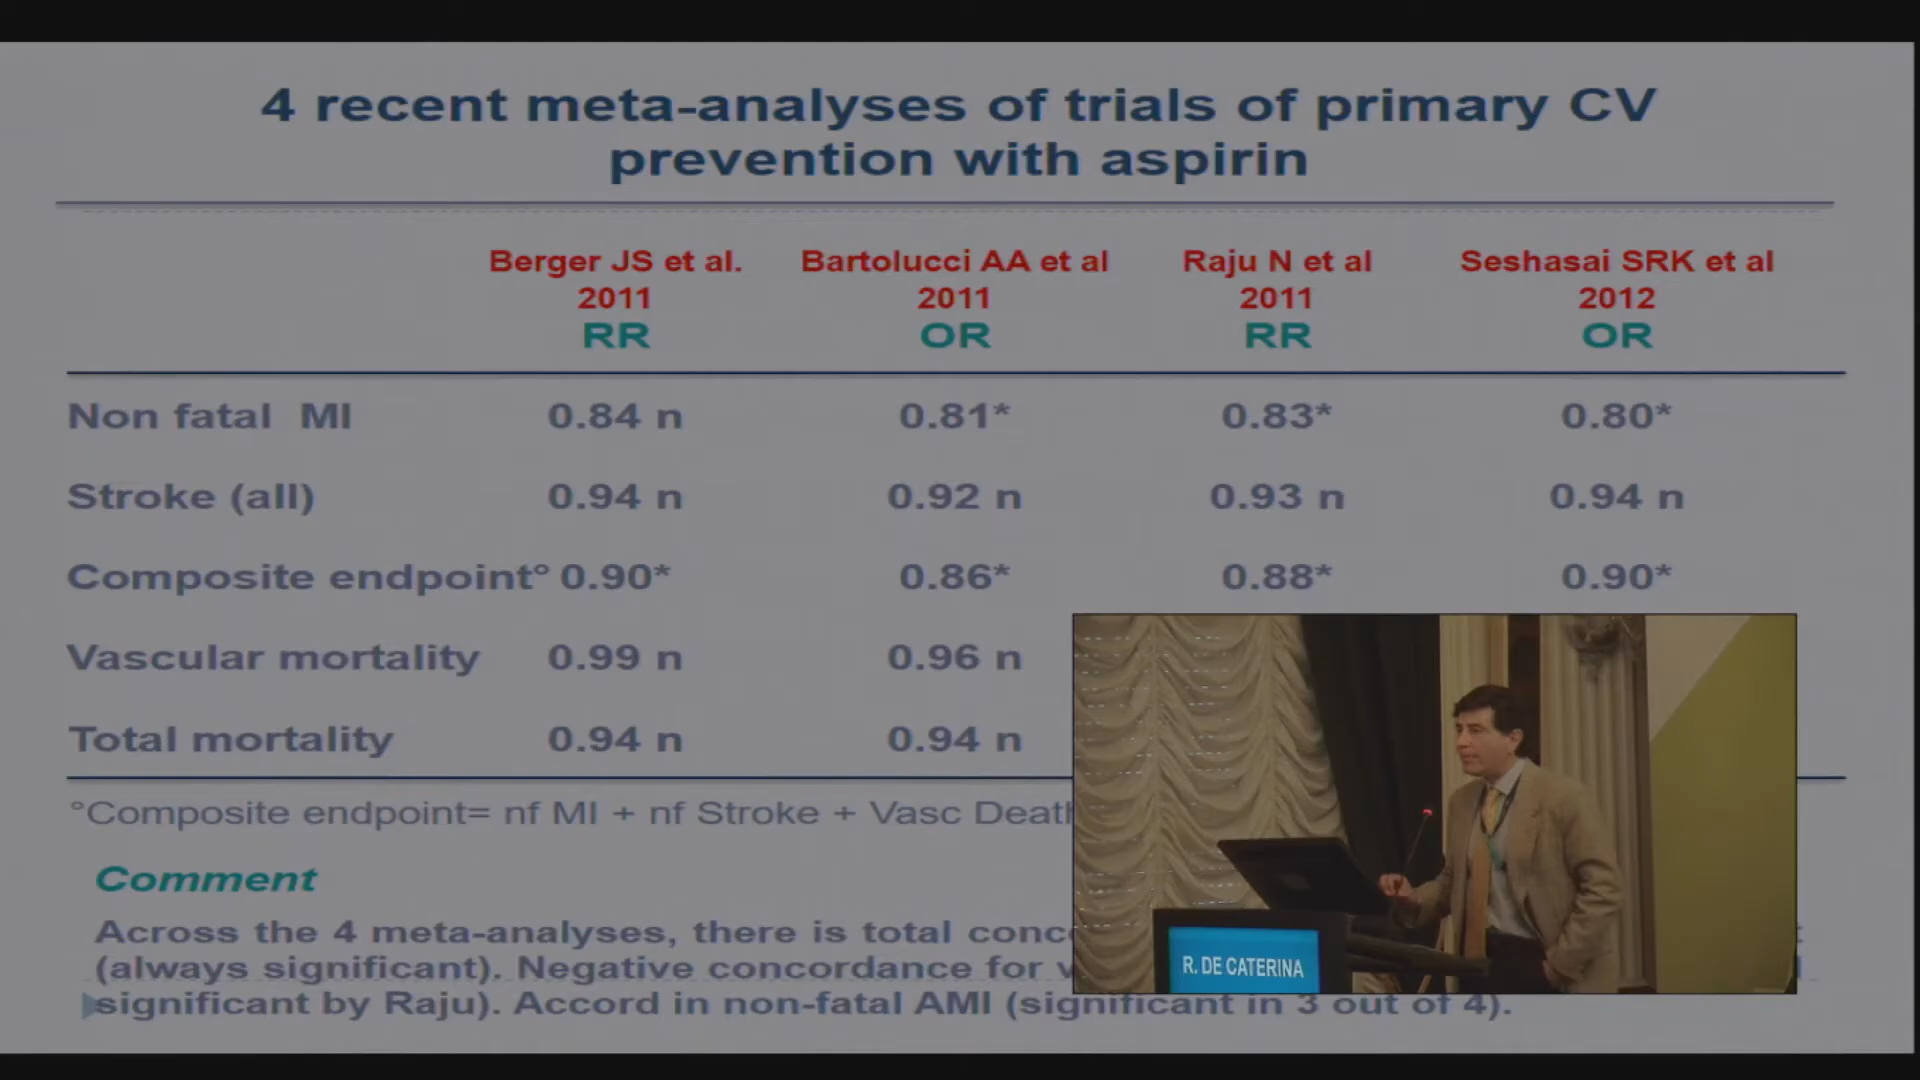 4 recent meta-analyses of trials of primary CV
prevention with aspirin
Berger JS et al. Bartolucci AA et al Raju N et al Seshasai SRK et al
2011 2011 2011 2012
RR OR RR OR
Non fatal MI 0.84 n 0.81* 0.83* 0.80*
Stroke (all) 0.94 n 0.92 n 0.93 n 0.94 n
Composite endpoint° 0.90* 0.86* 0.88* 0.90*
Vascular mortality 0.99 n 0.96 n
Total mortality 0.94 n 0.94 n
°Composite endpoint= nf MI + nf Stroke + Vasc Death
Comment
Across the 4 meta-analyses, there is total
(always significant). Negative concordance for
significant by Raju). Accord in non-fatal AMI (significant in 3 out of 4).
R. DE CATERINA